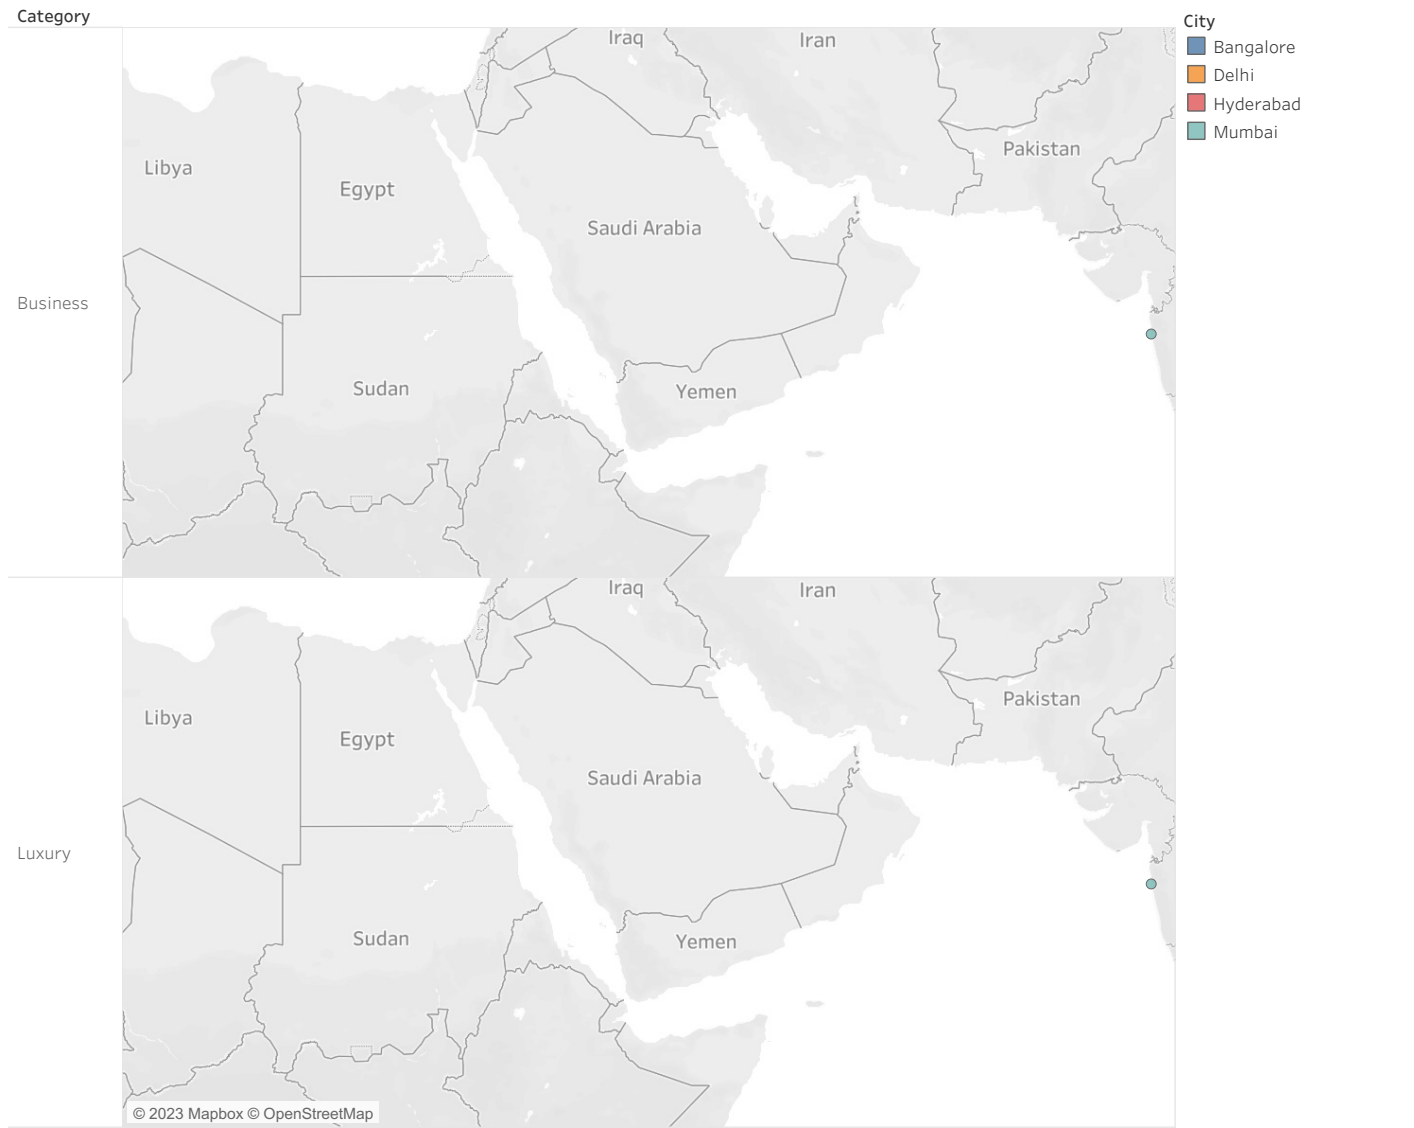 Category
City
Bangalore
Delhi
Hyderabad
Mumbai
Business
Iraq
Iran
Libya
Egypt
Pakistan
Saudi Arabia
Sudan
Yemen
Luxury
Iraq
Iran
Libya
Egypt
Pakistan
Saudi Arabia
Sudan
Yemen
© 2023 Mapbox © OpenStreetMap